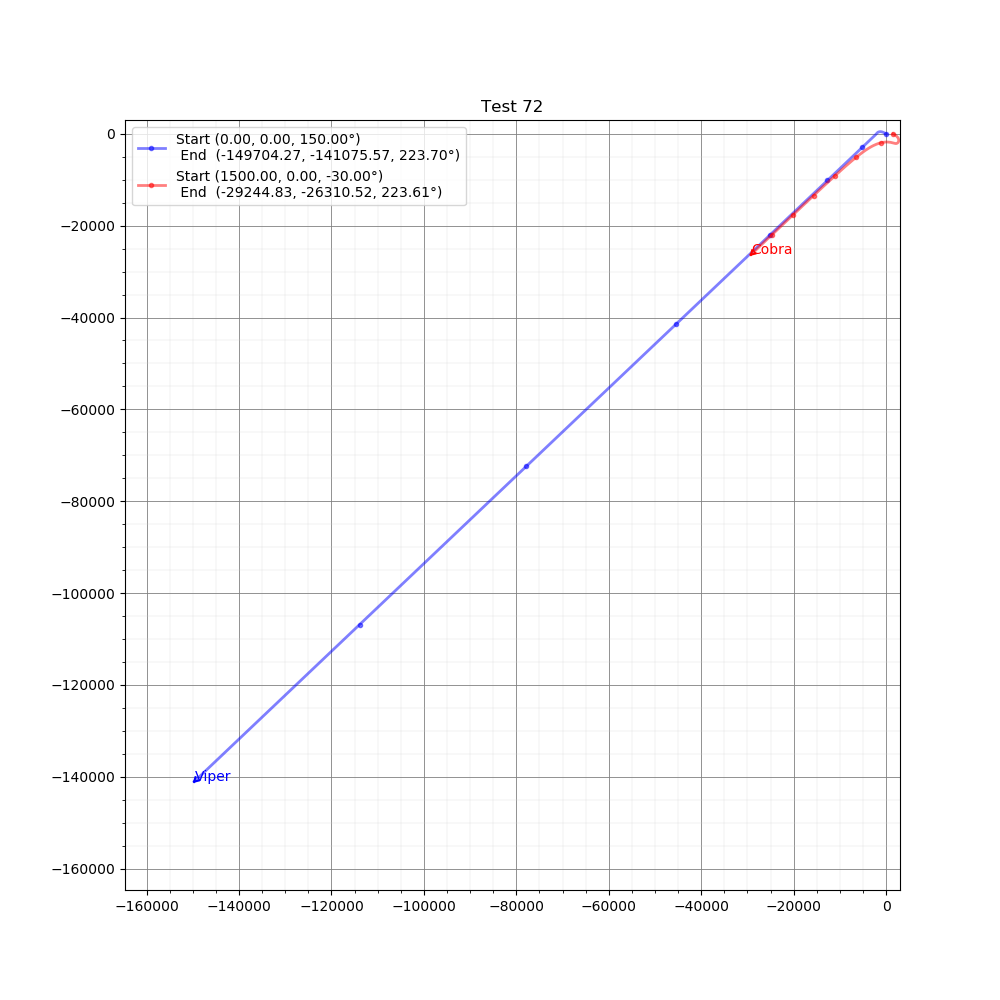 Test 72
Start (0.00, 0.00, 150.00°)
End (-149704.27, -141075.57, 223.70°)
Start (1500.00, 0.00, -30.00°)
End (-29244.83, -26310.52, 223.61°)
0
−20000
−40000
−60000
−80000
−100000
−120000
−140000
−160000
Cobra
Viper
−160000 −140000 −120000 −100000 −80000 −60000 −40000 −20000 0